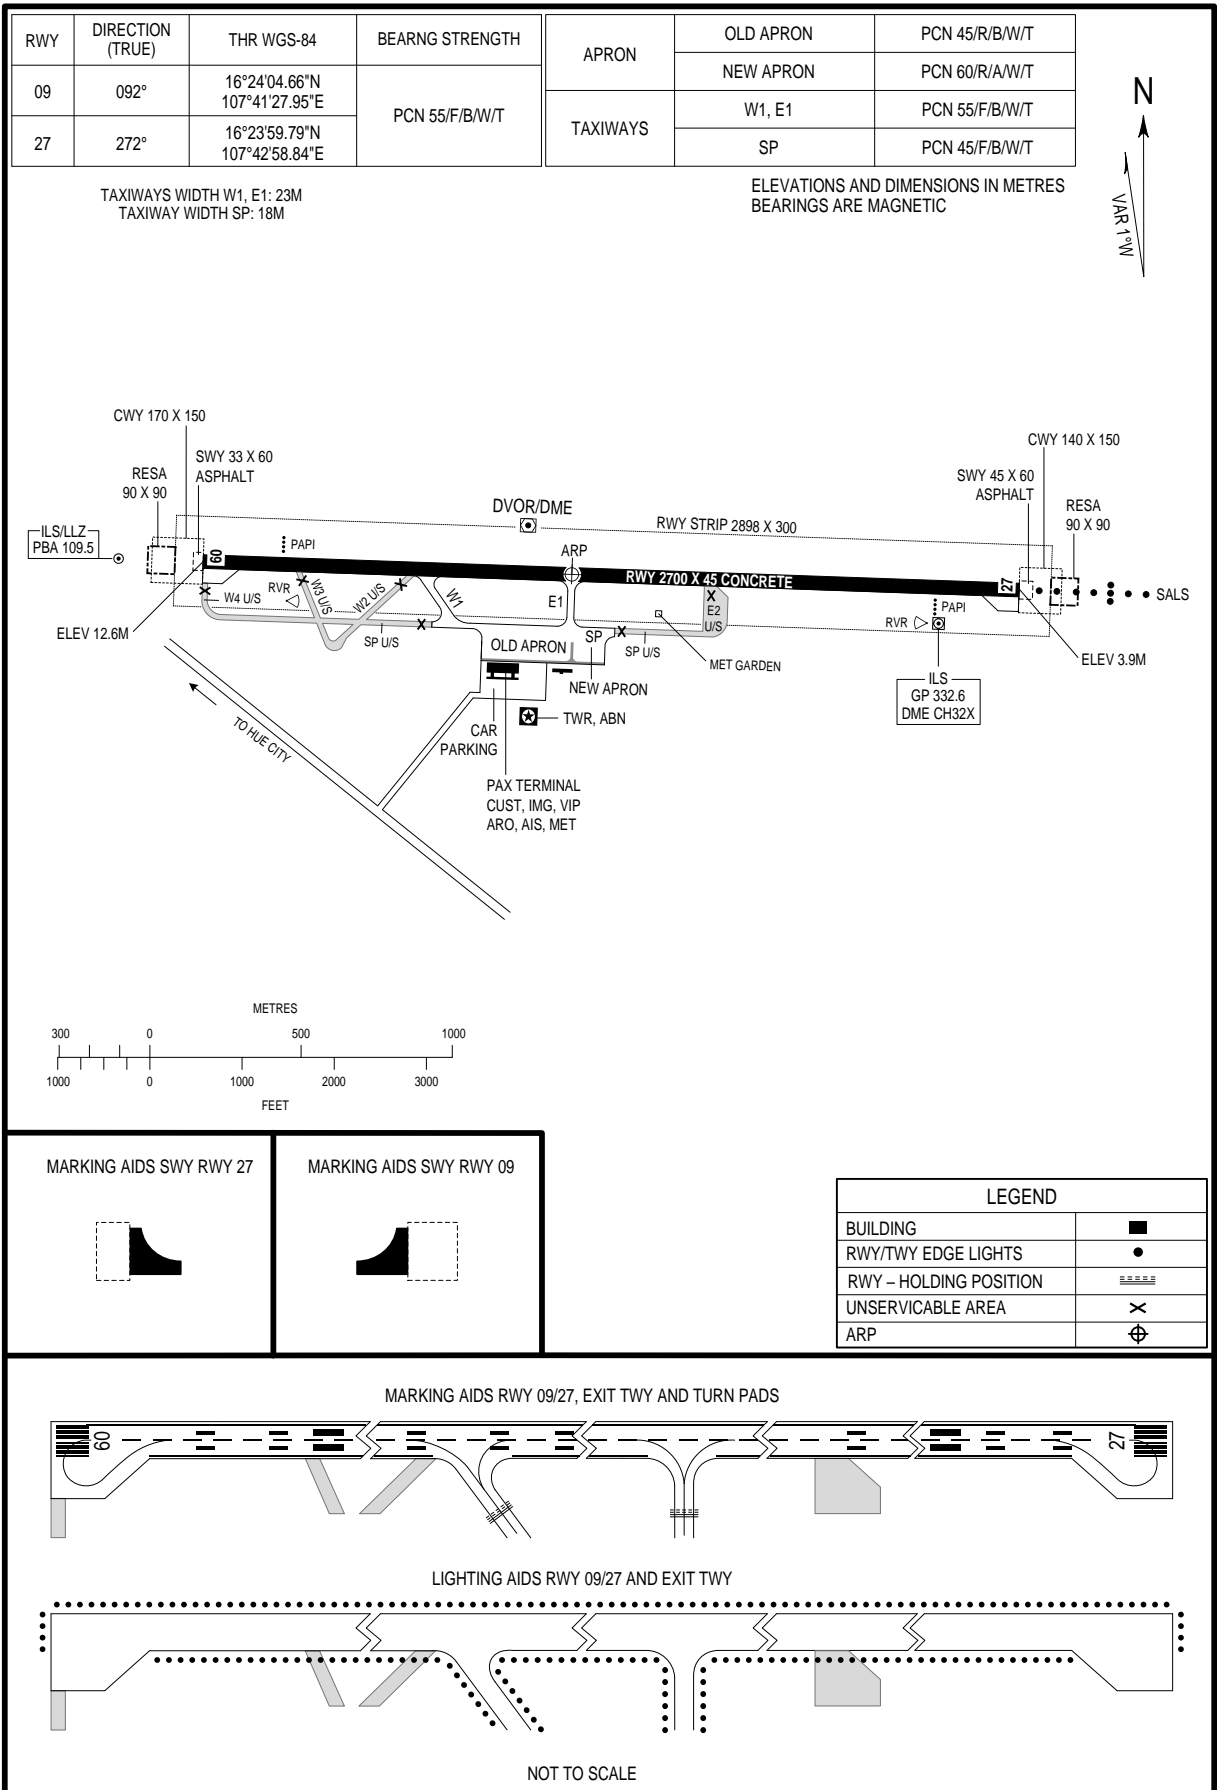 RWY DIRECTION (TRUE) THR WGS-84 BEARNG STRENGTH
09 092° 16°24'04.66"N 107°41'27.95"E PCN 55/F/B/W/T
27 272° 16°23'59.79"N 107°42'58.84"E
APRON OLD APRON PCN 45/R/B/W/T
NEW APRON PCN 60/R/A/W/T
TAXIWAYS W1, E1 PCN 55/F/B/W/T
SP PCN 45/F/B/W/T
TAXIWAYS WIDTH W1, E1: 23M
TAXIWAY WIDTH SP: 18M
ELEVATIONS AND DIMENSIONS IN METRES
BEARINGS ARE MAGNETIC
N
VAR 1°W
CWY 170 X 150
SWY 33 X 60
ASPHALT
RESA
90 X 90
ILS/LLZ
PBA 109.5
PAPI
DVOR/DME
RWY STRIP 2898 X 300
CWY 140 X 150
SWY 45 X 60
ASPHALT
RESA
90 X 90
09
ARP
RWY 2700 X 45 CONCRETE
27
SALS
W4 U/S
RVR
W3 U/S
W2 U/S
W1
E1
E2
U/S
PAPI
RVR
ELEV 12.6M
SP U/S
OLD APRON
SP
SP U/S
MET GARDEN
ELEV 3.9M
NEW APRON
ILS
GP 332.6
DME CH32X
TO HUE CITY
CAR
PARKING
TWR, ABN
PAX TERMINAL
CUST, IMG, VIP
ARO, AIS, MET
METRES
300 0 500 1000
1000 0 1000 2000 3000
FEET
MARKING AIDS SWY RWY 27
MARKING AIDS SWY RWY 09
LEGEND
BUILDING
RWY/TWY EDGE LIGHTS
RWY – HOLDING POSITION
UNSERVICABLE AREA
ARP
MARKING AIDS RWY 09/27, EXIT TWY AND TURN PADS
09
27
LIGHTING AIDS RWY 09/27 AND EXIT TWY
NOT TO SCALE